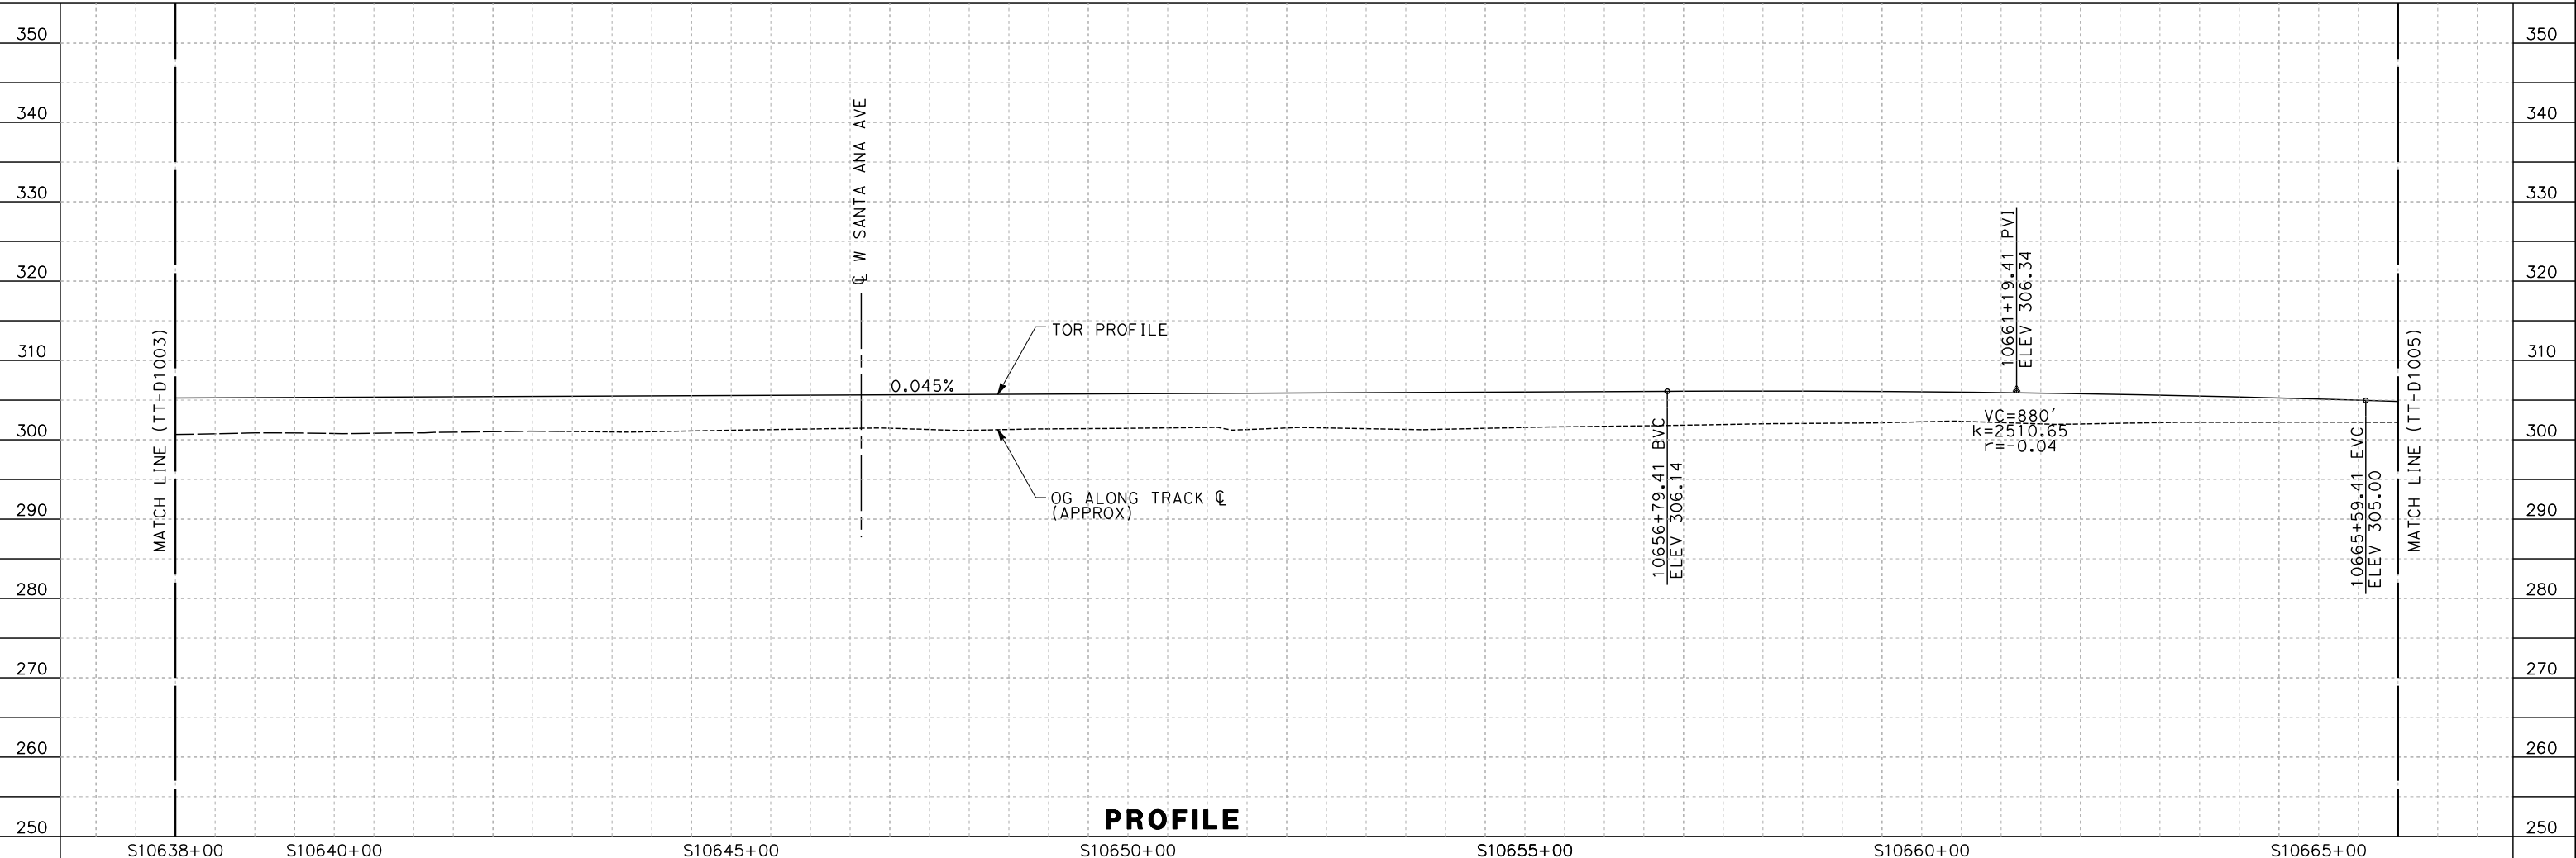 350
340
330
320
310
300
290
280
270
260
250
MATCH LINE (TT-D1003)
℄ W SANTA ANA AVE
0.045%
TOR PROFILE
OG ALONG TRACK ℄
(APPROX)
10656+79.41 BVC
ELEV 306.14
10661+19.41 PVI
ELEV 306.34
VC=880'
k=2510.65
r=-0.04
10665+59.41 EVC
ELEV 305.00
MATCH LINE (TT-D1005)
350
340
330
320
310
300
290
280
270
260
250
PROFILE
S10638+00 S10640+00 S10645+00 S10650+00 S10655+00 S10660+00 S10665+00